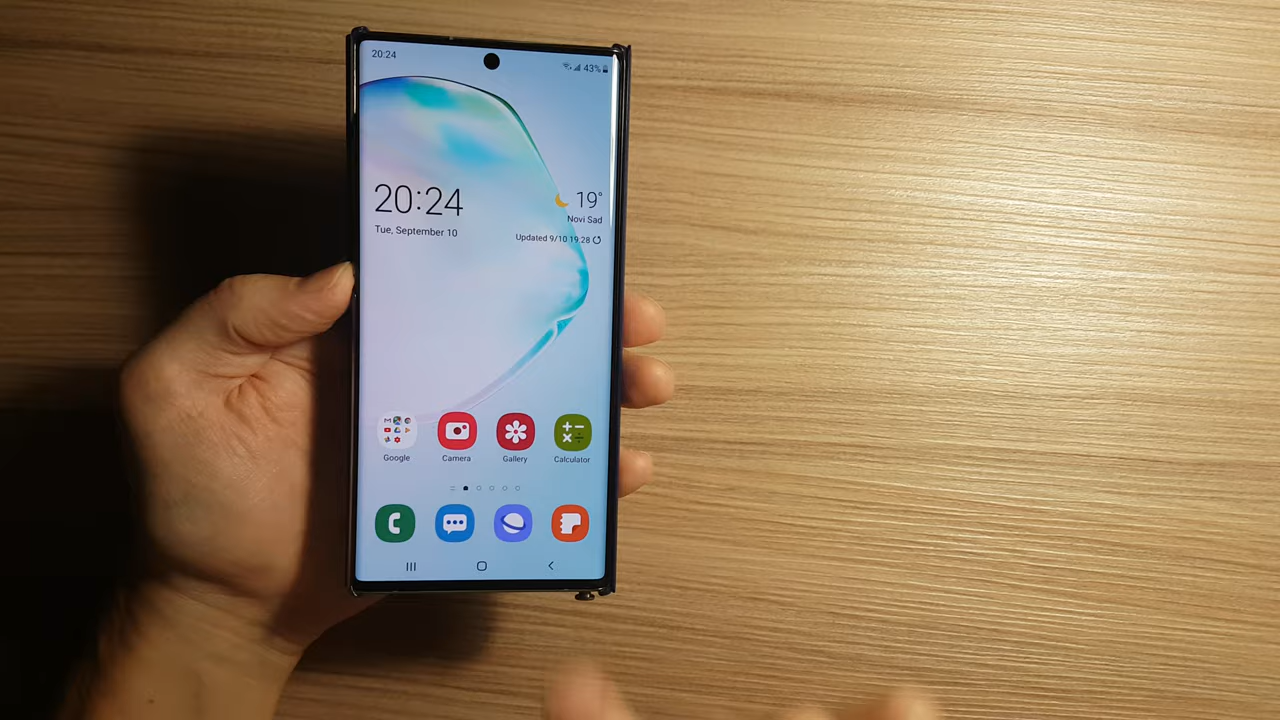 20:24
43%
20:24
19°
Novi Sad
Tue, September 10
Updated 9/10 19:28
Google
Camera
Gallery
Calculator